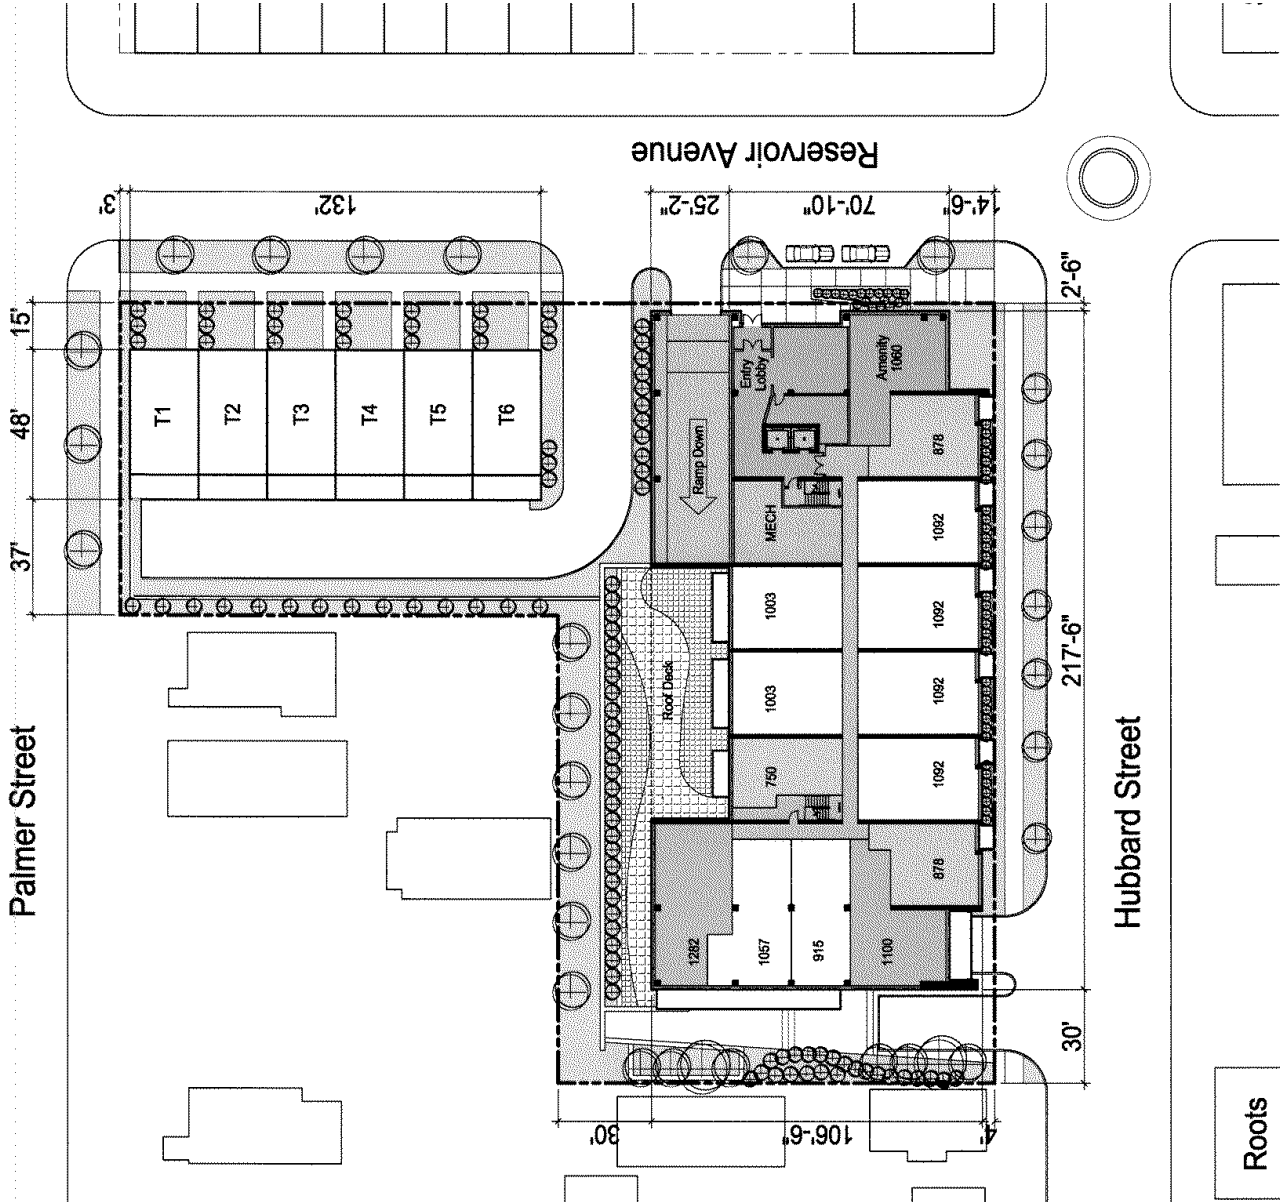 Reservoir Avenue
3'
132'
25'-2"
70'-10"
14'-6"
2'-6"
15'
48'
37'
T1
T2
T3
T4
T5
T6
Entry
Lobby
Amenity
1060
Ramp Down
MECH
878
1092
1003
1092
Roof Deck
1003
1092
750
1092
217'-6"
878
1282
1057
915
1100
30'
30'
106'-6"
4'
Palmer Street
Hubbard Street
Roots